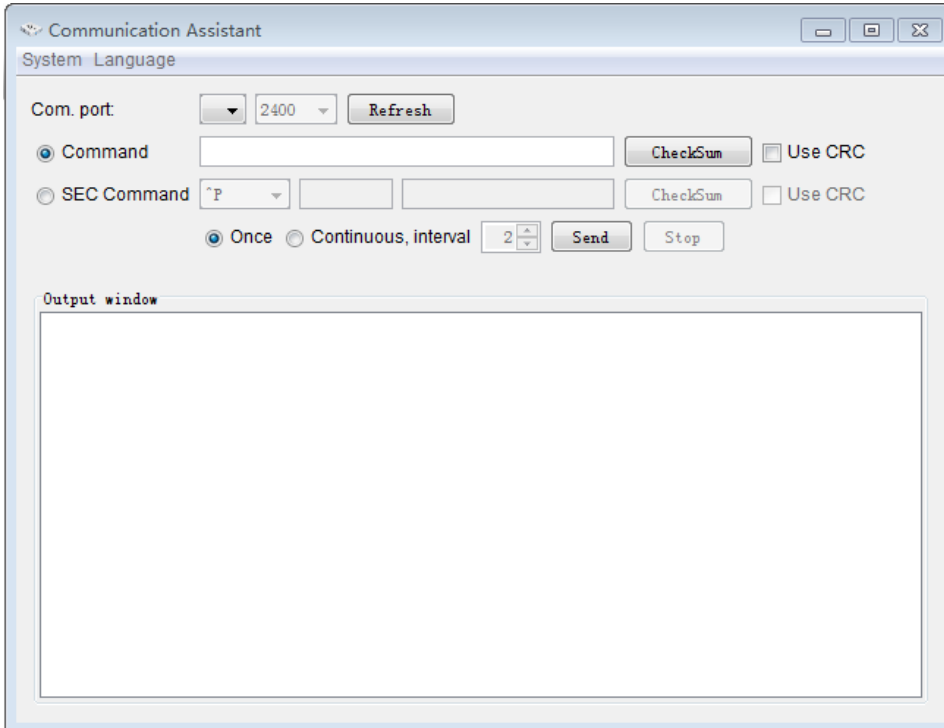 Communication Assistant
System Language
Com. port: 2400 Refresh
Command CheckSum Use CRC
SEC Command ^P CheckSum Use CRC
Once Continuous, interval 2 Send Stop
Output window